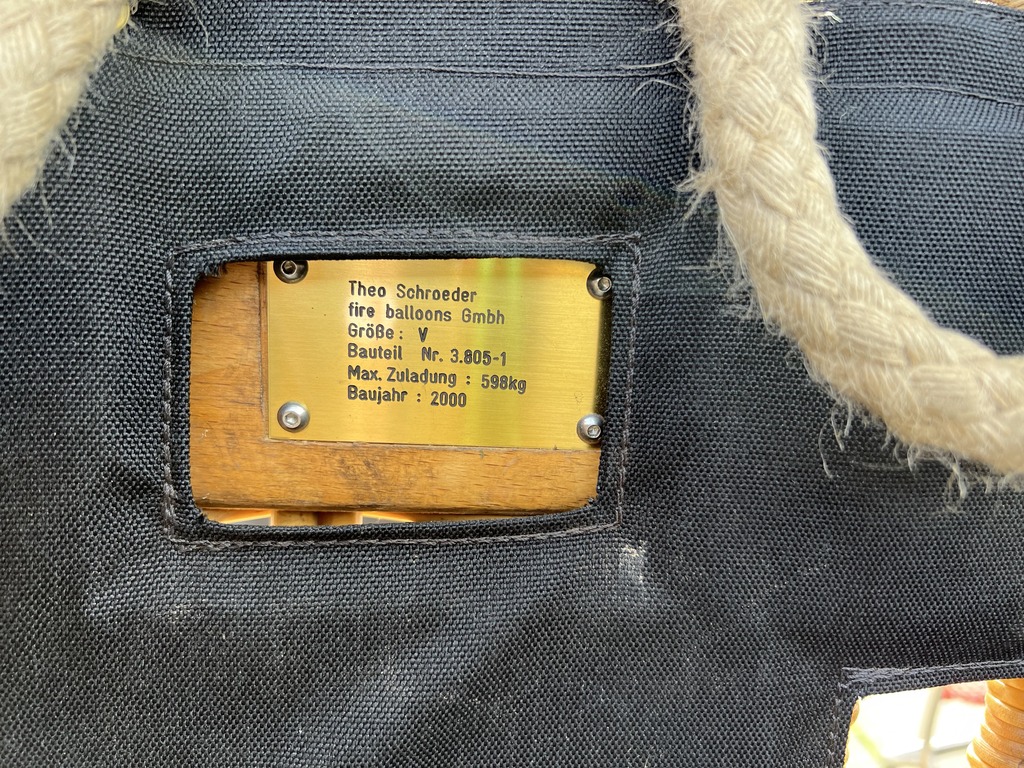 Theo Schroeder
fire balloons Gmbh
Größe: V
Bauteil Nr. 3.805-1
Max. Zuladung : 598kg
Baujahr : 2000